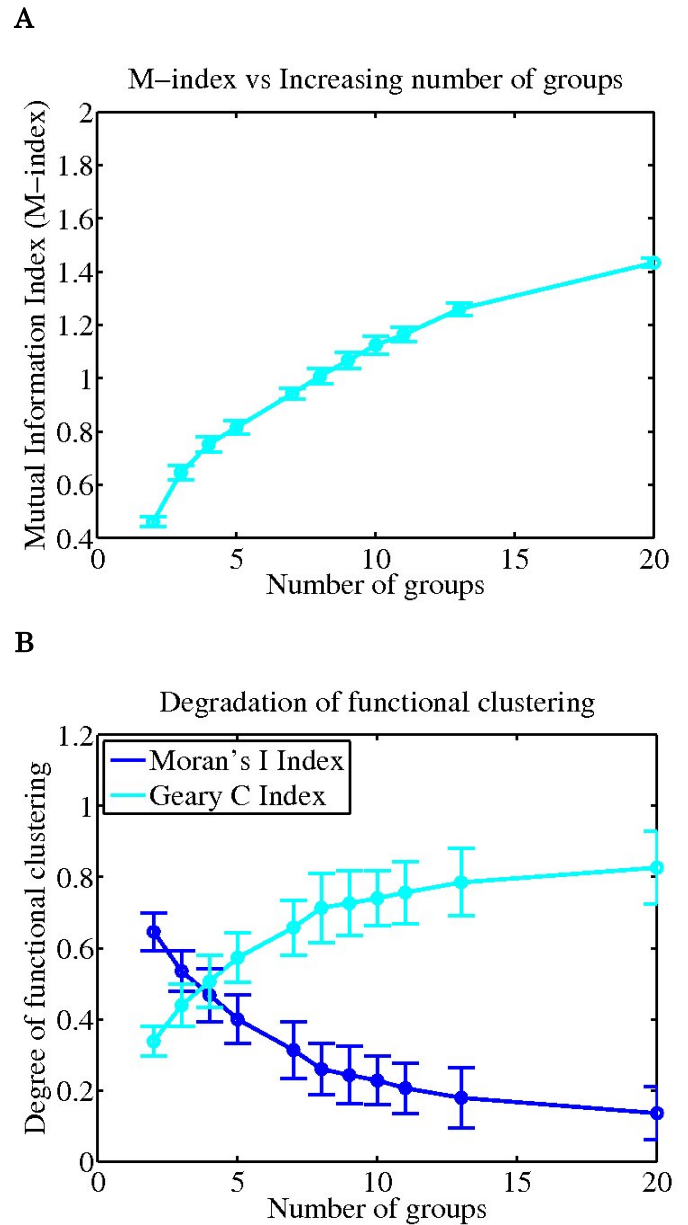 A
M−index vs Increasing number of groups
Mutual Information Index (M−index)
2
1.8
1.6
1.4
1.2
1
0.8
0.6
0.4
0 5 10 15 20
Number of groups
B
Degradation of functional clustering
Degree of functional clustering
1.2
1
0.8
0.6
0.4
0.2
0
Moran's I Index
Geary C Index
0 5 10 15 20
Number of groups